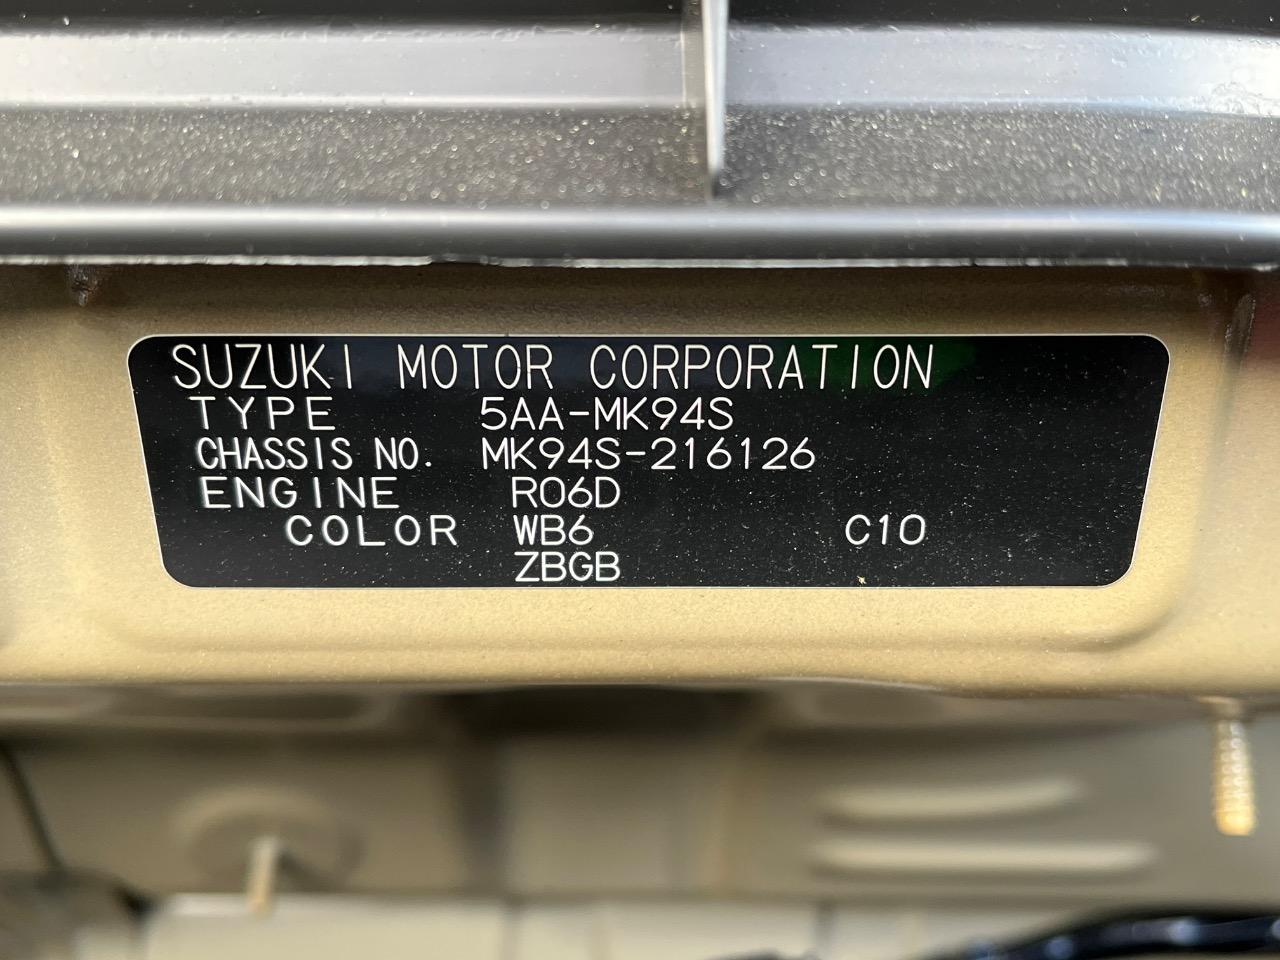 SUZUKI MOTOR CORPORATION
TYPE 5AA-MK94S
CHASSIS NO. MK94S-216126
ENGINE R06D
COLOR WB6 C10
ZBGB